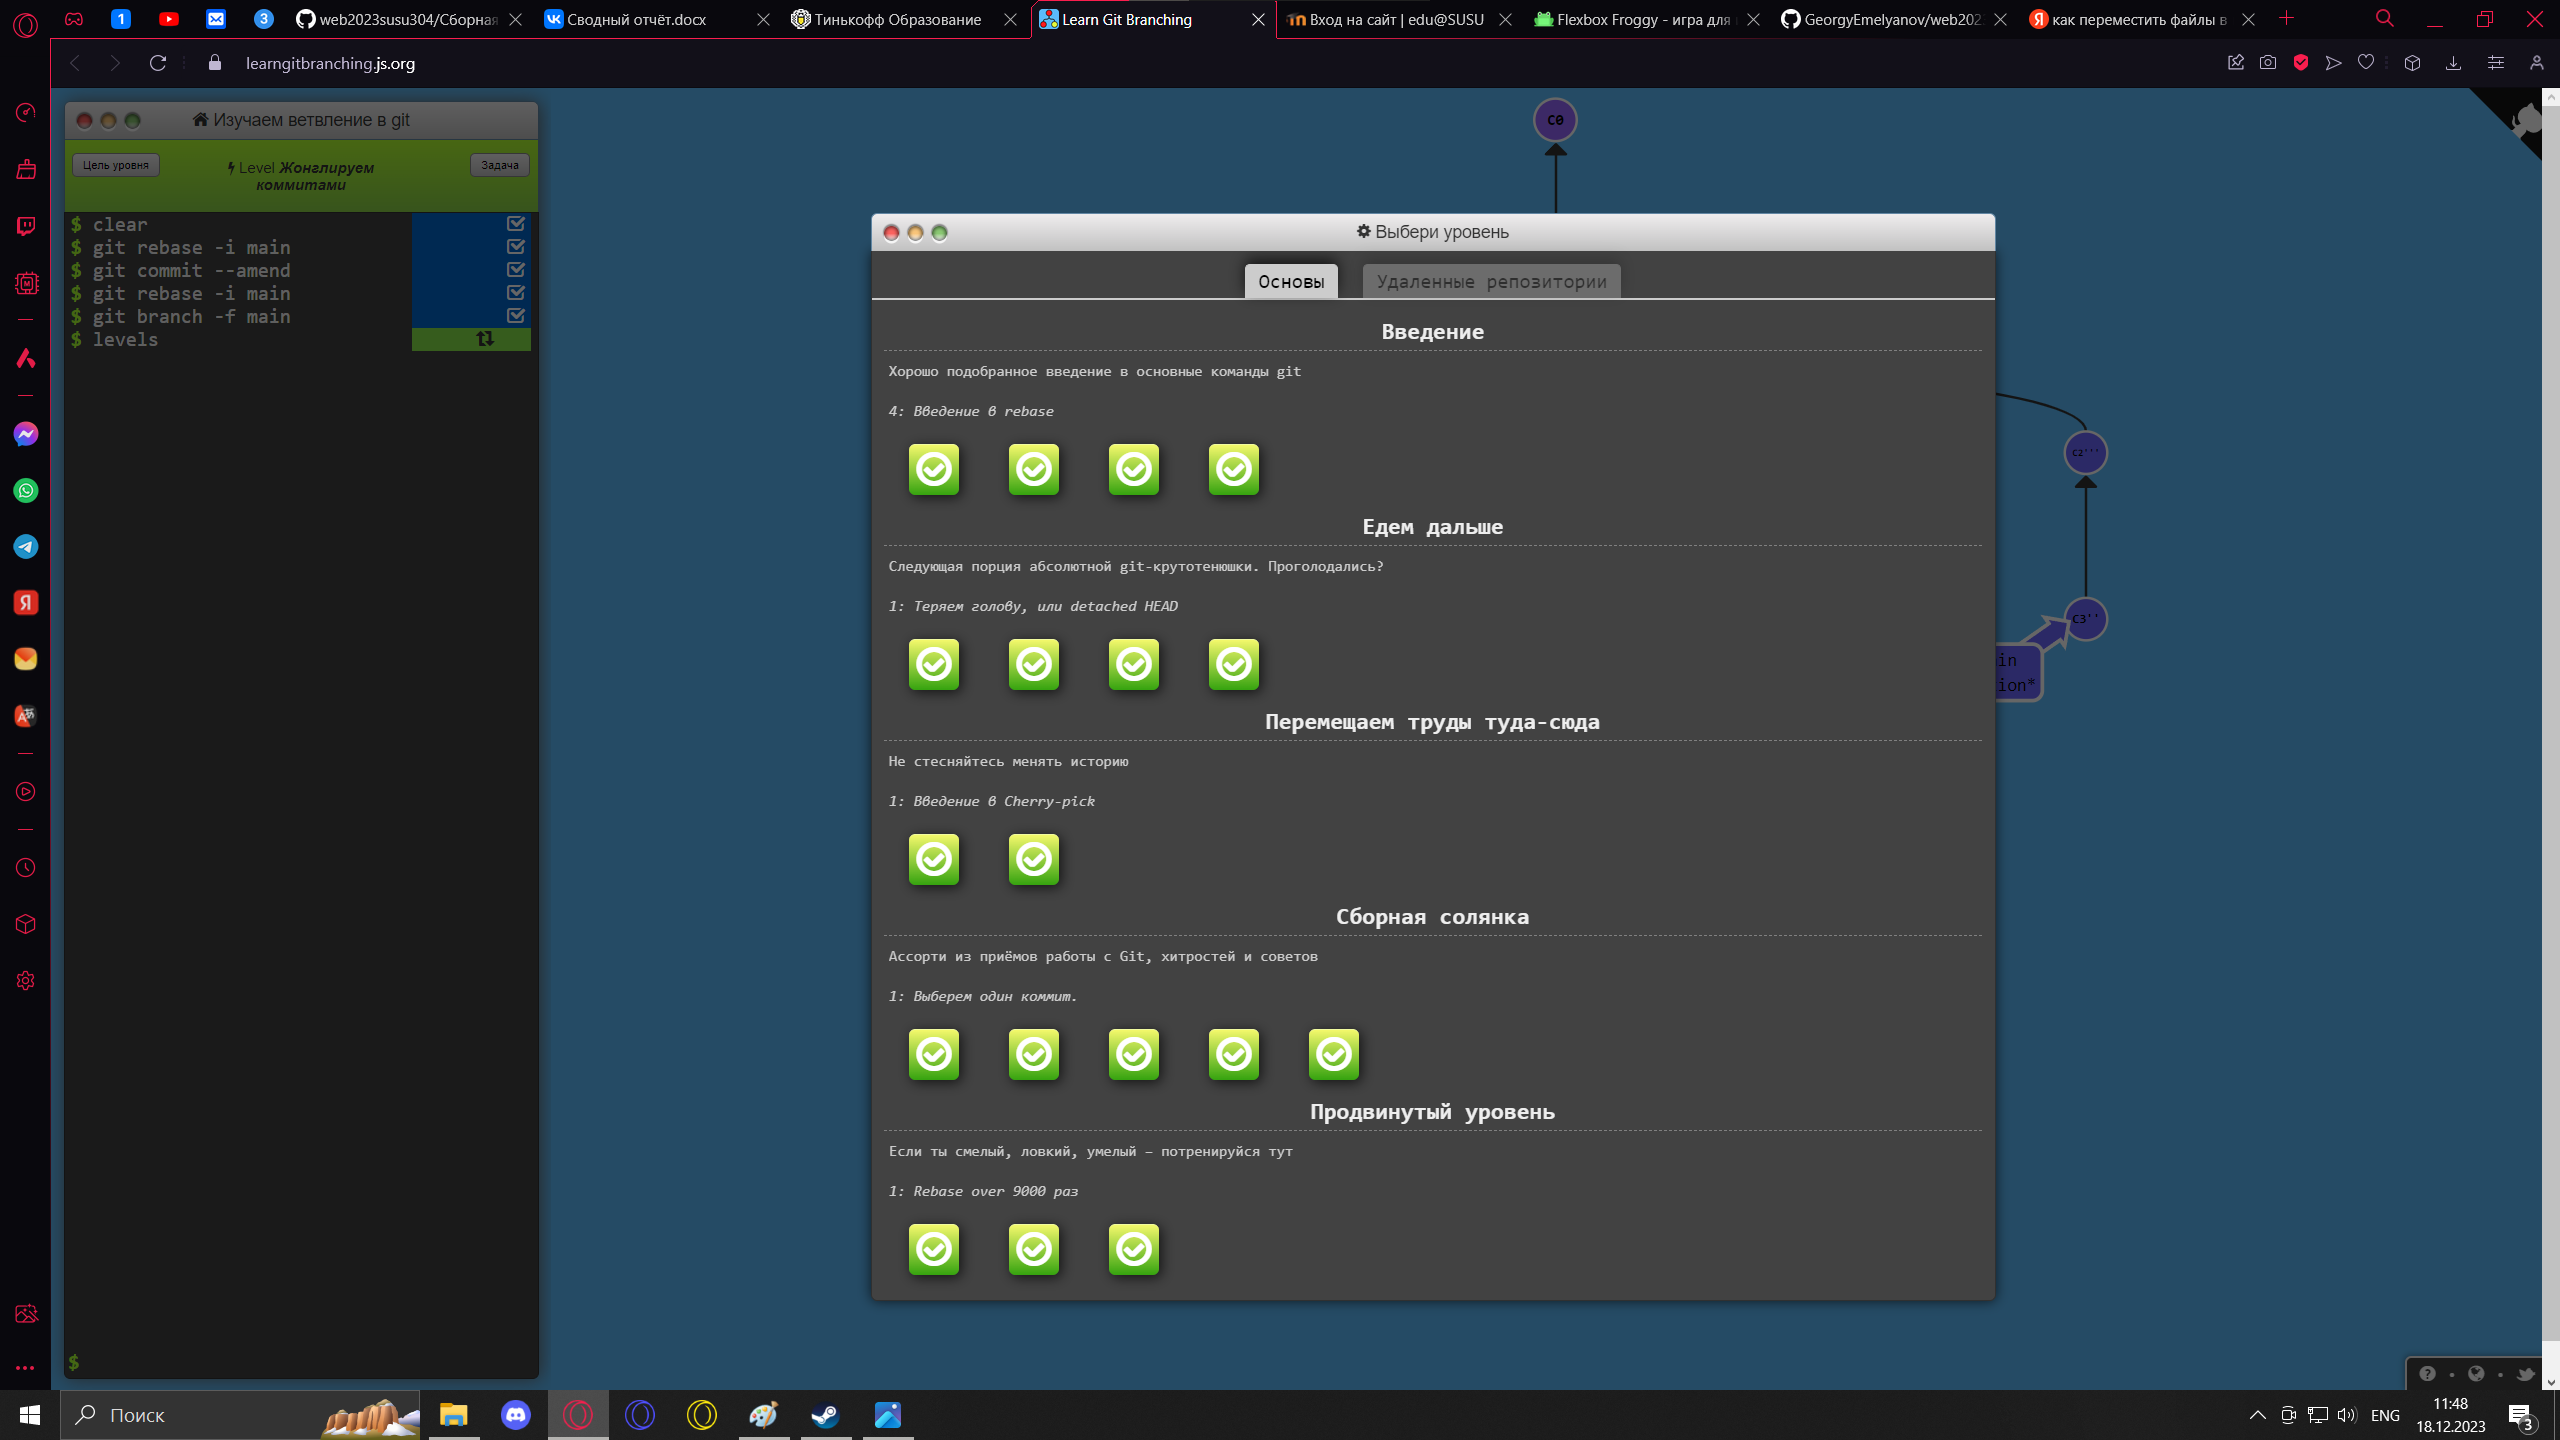 1
3
web2023susu304/Сборная
Сводный отчёт.docx
Тинькофф Образование
Learn Git Branching
Вход на сайт | edu@SUSU
Flexbox Froggy - игра для
GeorgyEmelyanov/web202
как переместить файлы в
learngitbranching.js.org
Изучаем ветвление в git
Цель уровня
Level Жонглируем коммитами
Задача
$ clear
$ git rebase -i main
$ git commit --amend
$ git rebase -i main
$ git branch -f main
$ levels
$
C0
C2'''
C3''
in
ion*
Выбери уровень
Основы
Удаленные репозитории
Введение
Хорошо подобранное введение в основные команды git
4: Введение в rebase
Едем дальше
Следующая порция абсолютной git-крутотенюшки. Проголодались?
1: Теряем голову, или detached HEAD
Перемещаем труды туда-сюда
Не стесняйтесь менять историю
1: Введение в Cherry-pick
Сборная солянка
Ассорти из приёмов работы с Git, хитростей и советов
1: Выберем один коммит.
Продвинутый уровень
Если ты смелый, ловкий, умелый – потренируйся тут
1: Rebase over 9000 раз
Поиск
ENG
11:48
18.12.2023
3